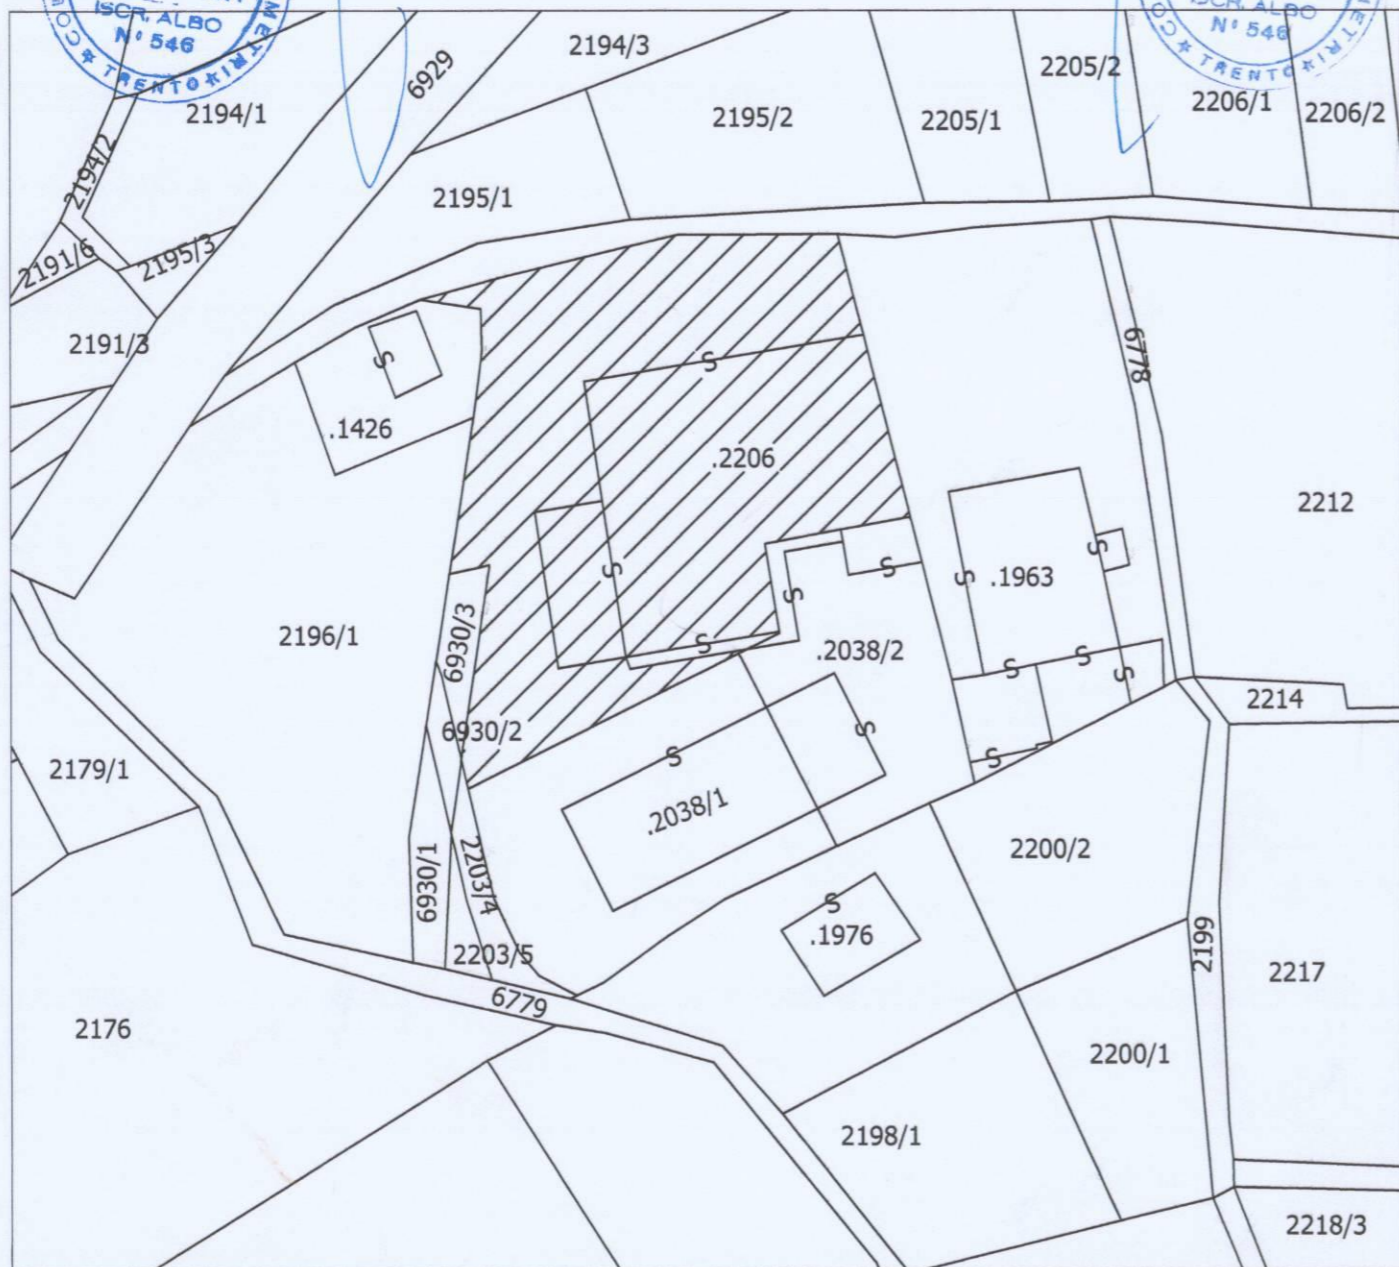 ISCR. ALBO
N° 546
TRENTO
ISCR. ALBO
N° 546
TRENTO
2194/3
6929
2205/2
2194/1
2195/2
2205/1
2206/1
2206/2
2194/2
2195/1
2191/6
2195/3
2191/3
6778
S
S
.1426
.2206
2212
S
S
S
S
S
.1963
2196/1
6930/3
S
.2038/2
S
S
S
2214
6930/2
S
S
S
2179/1
.2038/1
6930/1
2203/4
2200/2
S
.1976
2199
2203/5
2217
6779
2176
2200/1
2198/1
2218/3